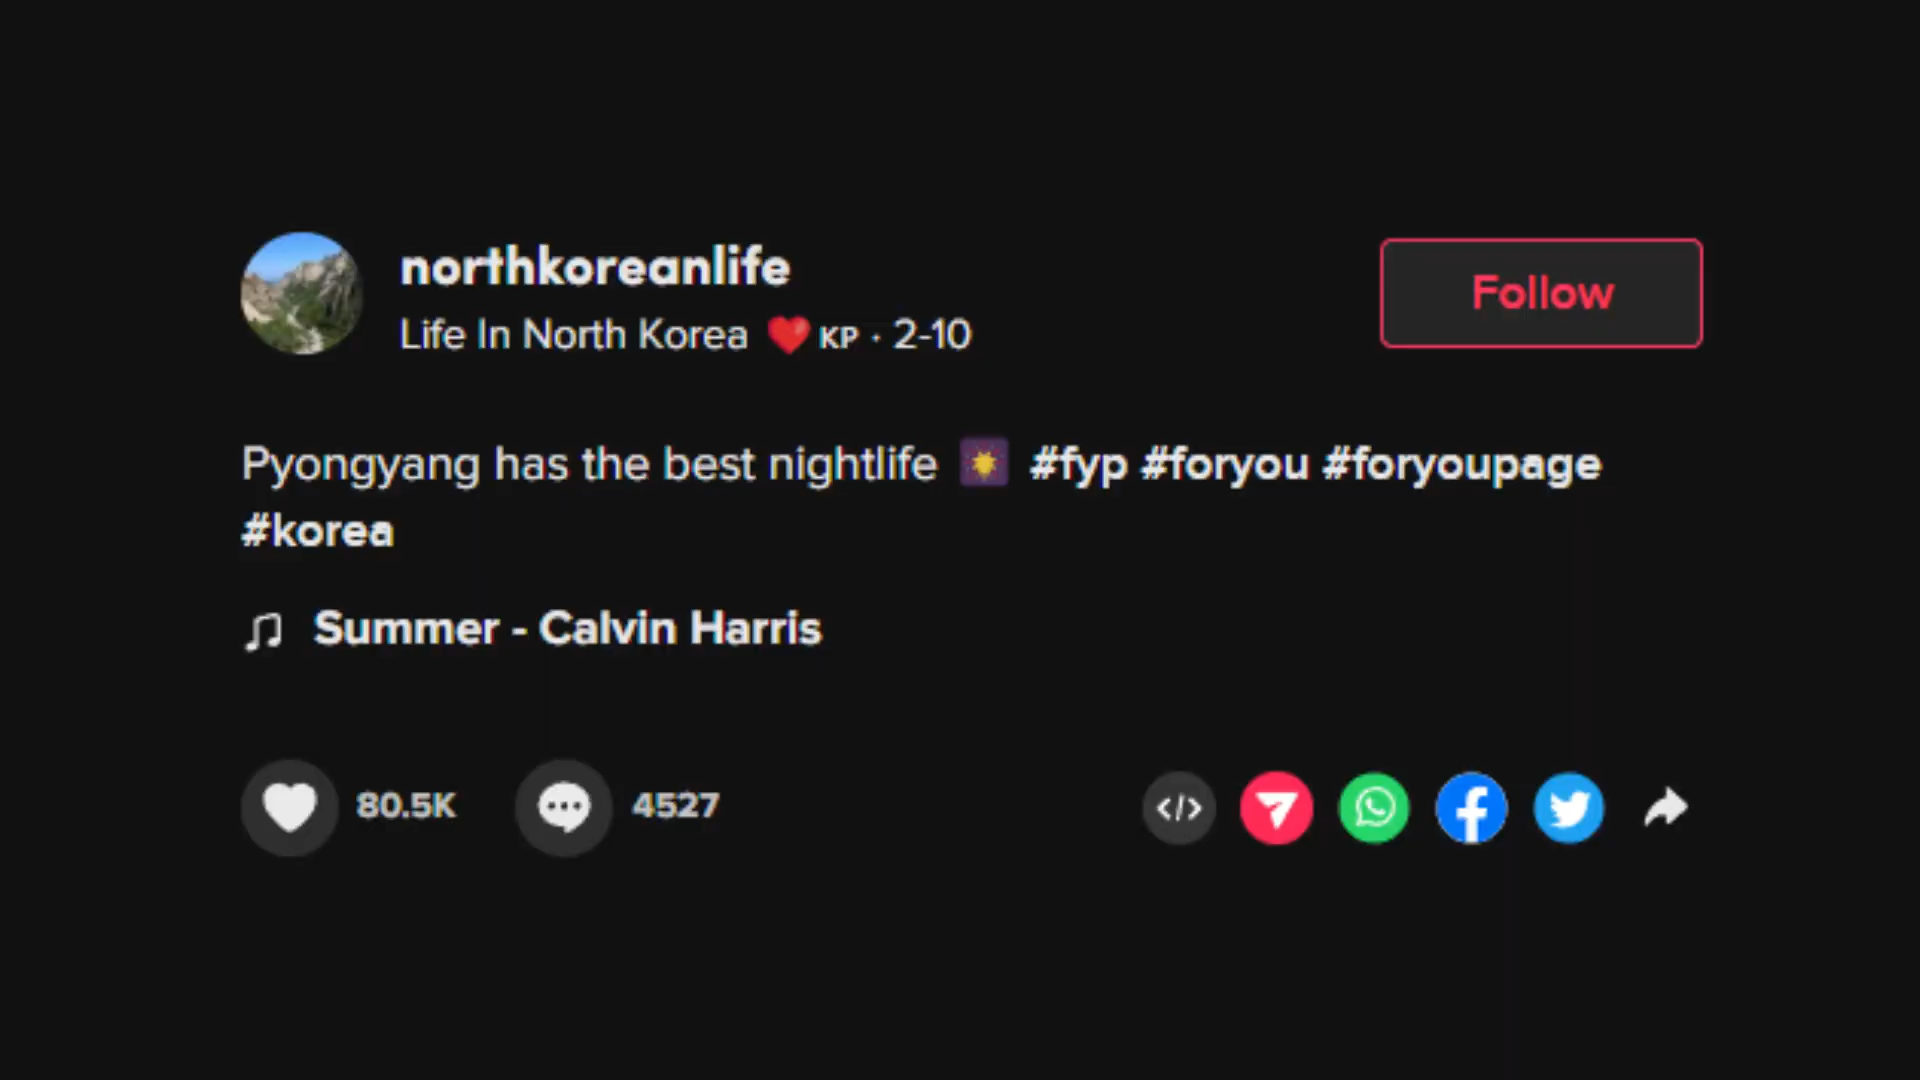 northkoreanlife
Life In North Korea ❤️ KP · 2-10
Follow
Pyongyang has the best nightlife 🎆 #fyp #foryou #foryoupage
#korea
Summer - Calvin Harris
80.5K 4527